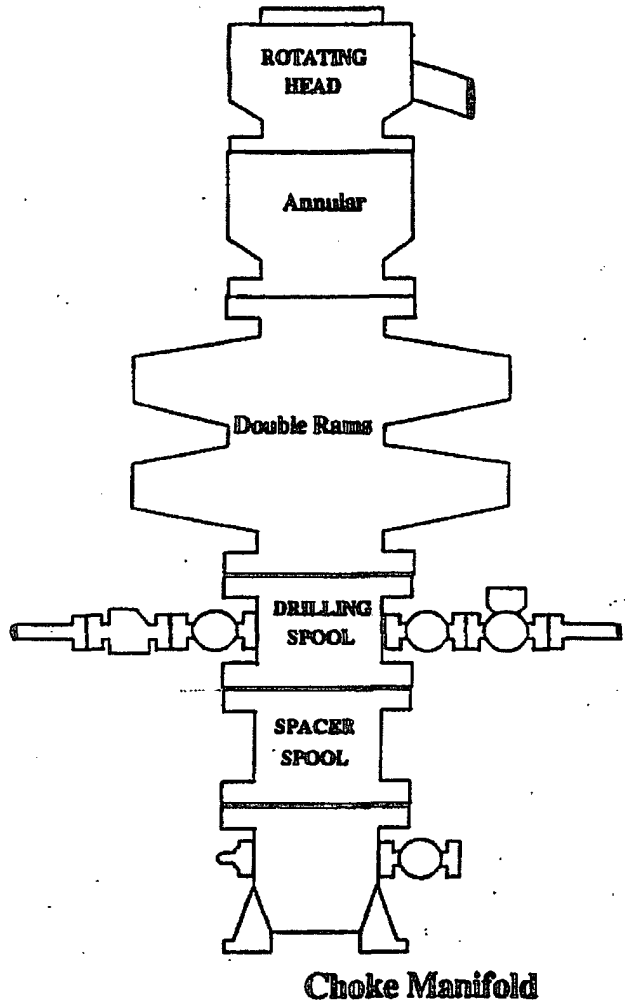 ROTATING
HEAD
Annular
Double Rams
DRILLING
SPOOL
SPACER
SPOOL
Choke Manifold